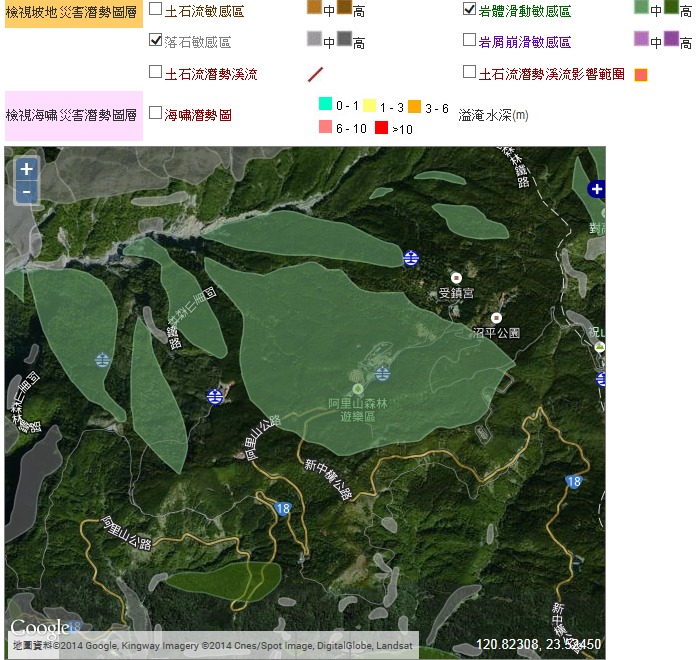 檢視坡地災害潛勢圖層
土石流敏感區 中 高
岩體滑動敏感區 中 高
落石敏感區 中 高
岩屑崩滑敏感區 中 高
土石流潛勢溪流
土石流潛勢溪流影響範圍
檢視海嘯災害潛勢圖層
海嘯潛勢圖
0 - 1 1 - 3 3 - 6
6 - 10 >10
溢淹水深(m)
+
-
森林鐵路
+
受鎮宮
沼平公園
祝山
鐵路
阿里山森林
遊樂區
阿里山公路
新中橫公路
18
18
阿里山公路
新中橫公路
18
Google
地圖資料©2014 Google, Kingway Imagery ©2014 Cnes/Spot Image, DigitalGlobe, Landsat
120.82308, 23.52450